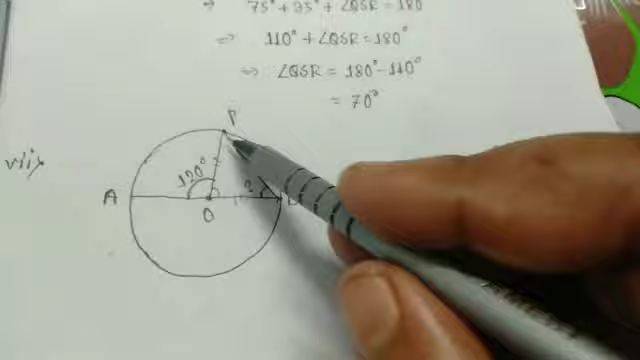 ⇒ 75° + 35° + ∠QSR = 180
⇒ 110° + ∠QSR = 180°
⇒ ∠QSR = 180° - 110°
= 70°
P
120°
?
A
O